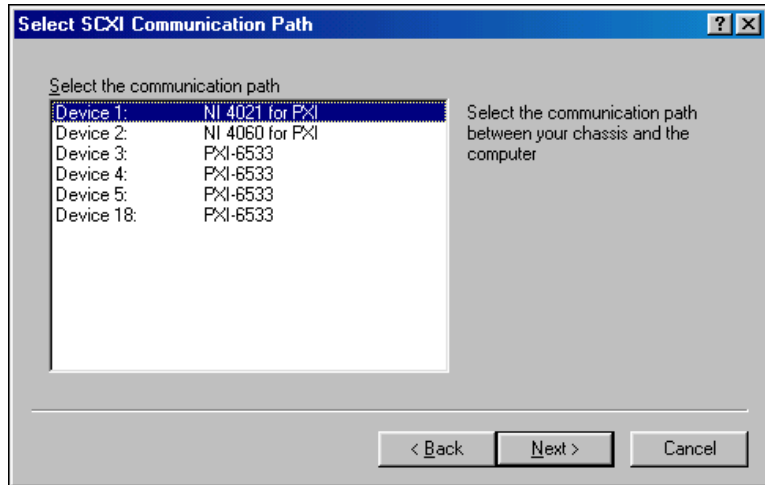 Select SCXI Communication Path
Select the communication path
Device 1: NI 4021 for PXI
Device 2: NI 4060 for PXI
Device 3: PXI-6533
Device 4: PXI-6533
Device 5: PXI-6533
Device 18: PXI-6533
Select the communication path
between your chassis and the
computer
< Back
Next >
Cancel